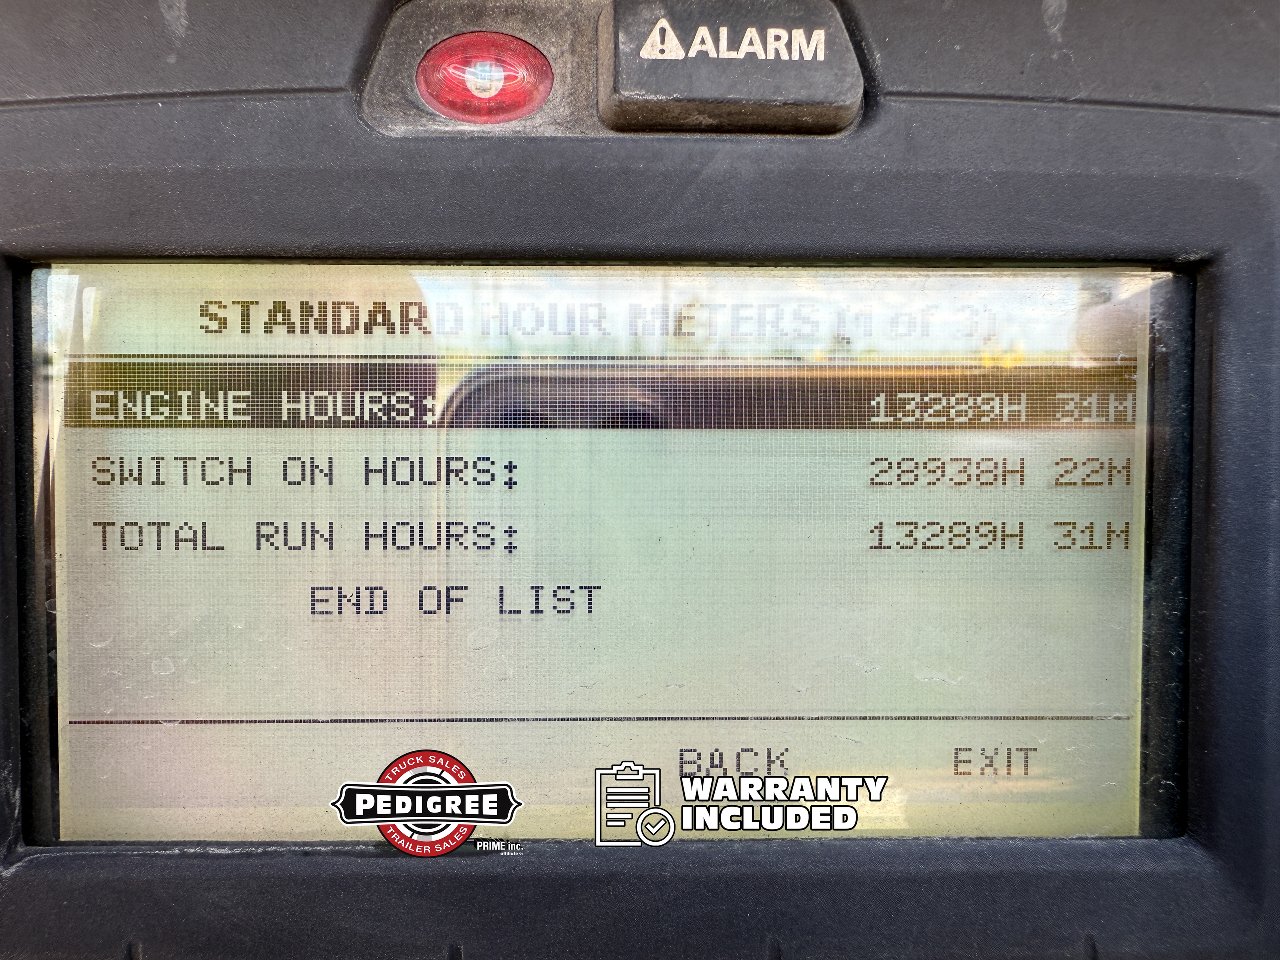 ALARM
STANDARD HOUR METERS (1 of 3)
ENGINE HOURS: 13289H 31M
SWITCH ON HOURS: 28938H 22M
TOTAL RUN HOURS: 13289H 31M
END OF LIST
BACK EXIT
TRUCK SALES
PEDIGREE
TRAILER SALES
PRIME inc.
WARRANTY
INCLUDED